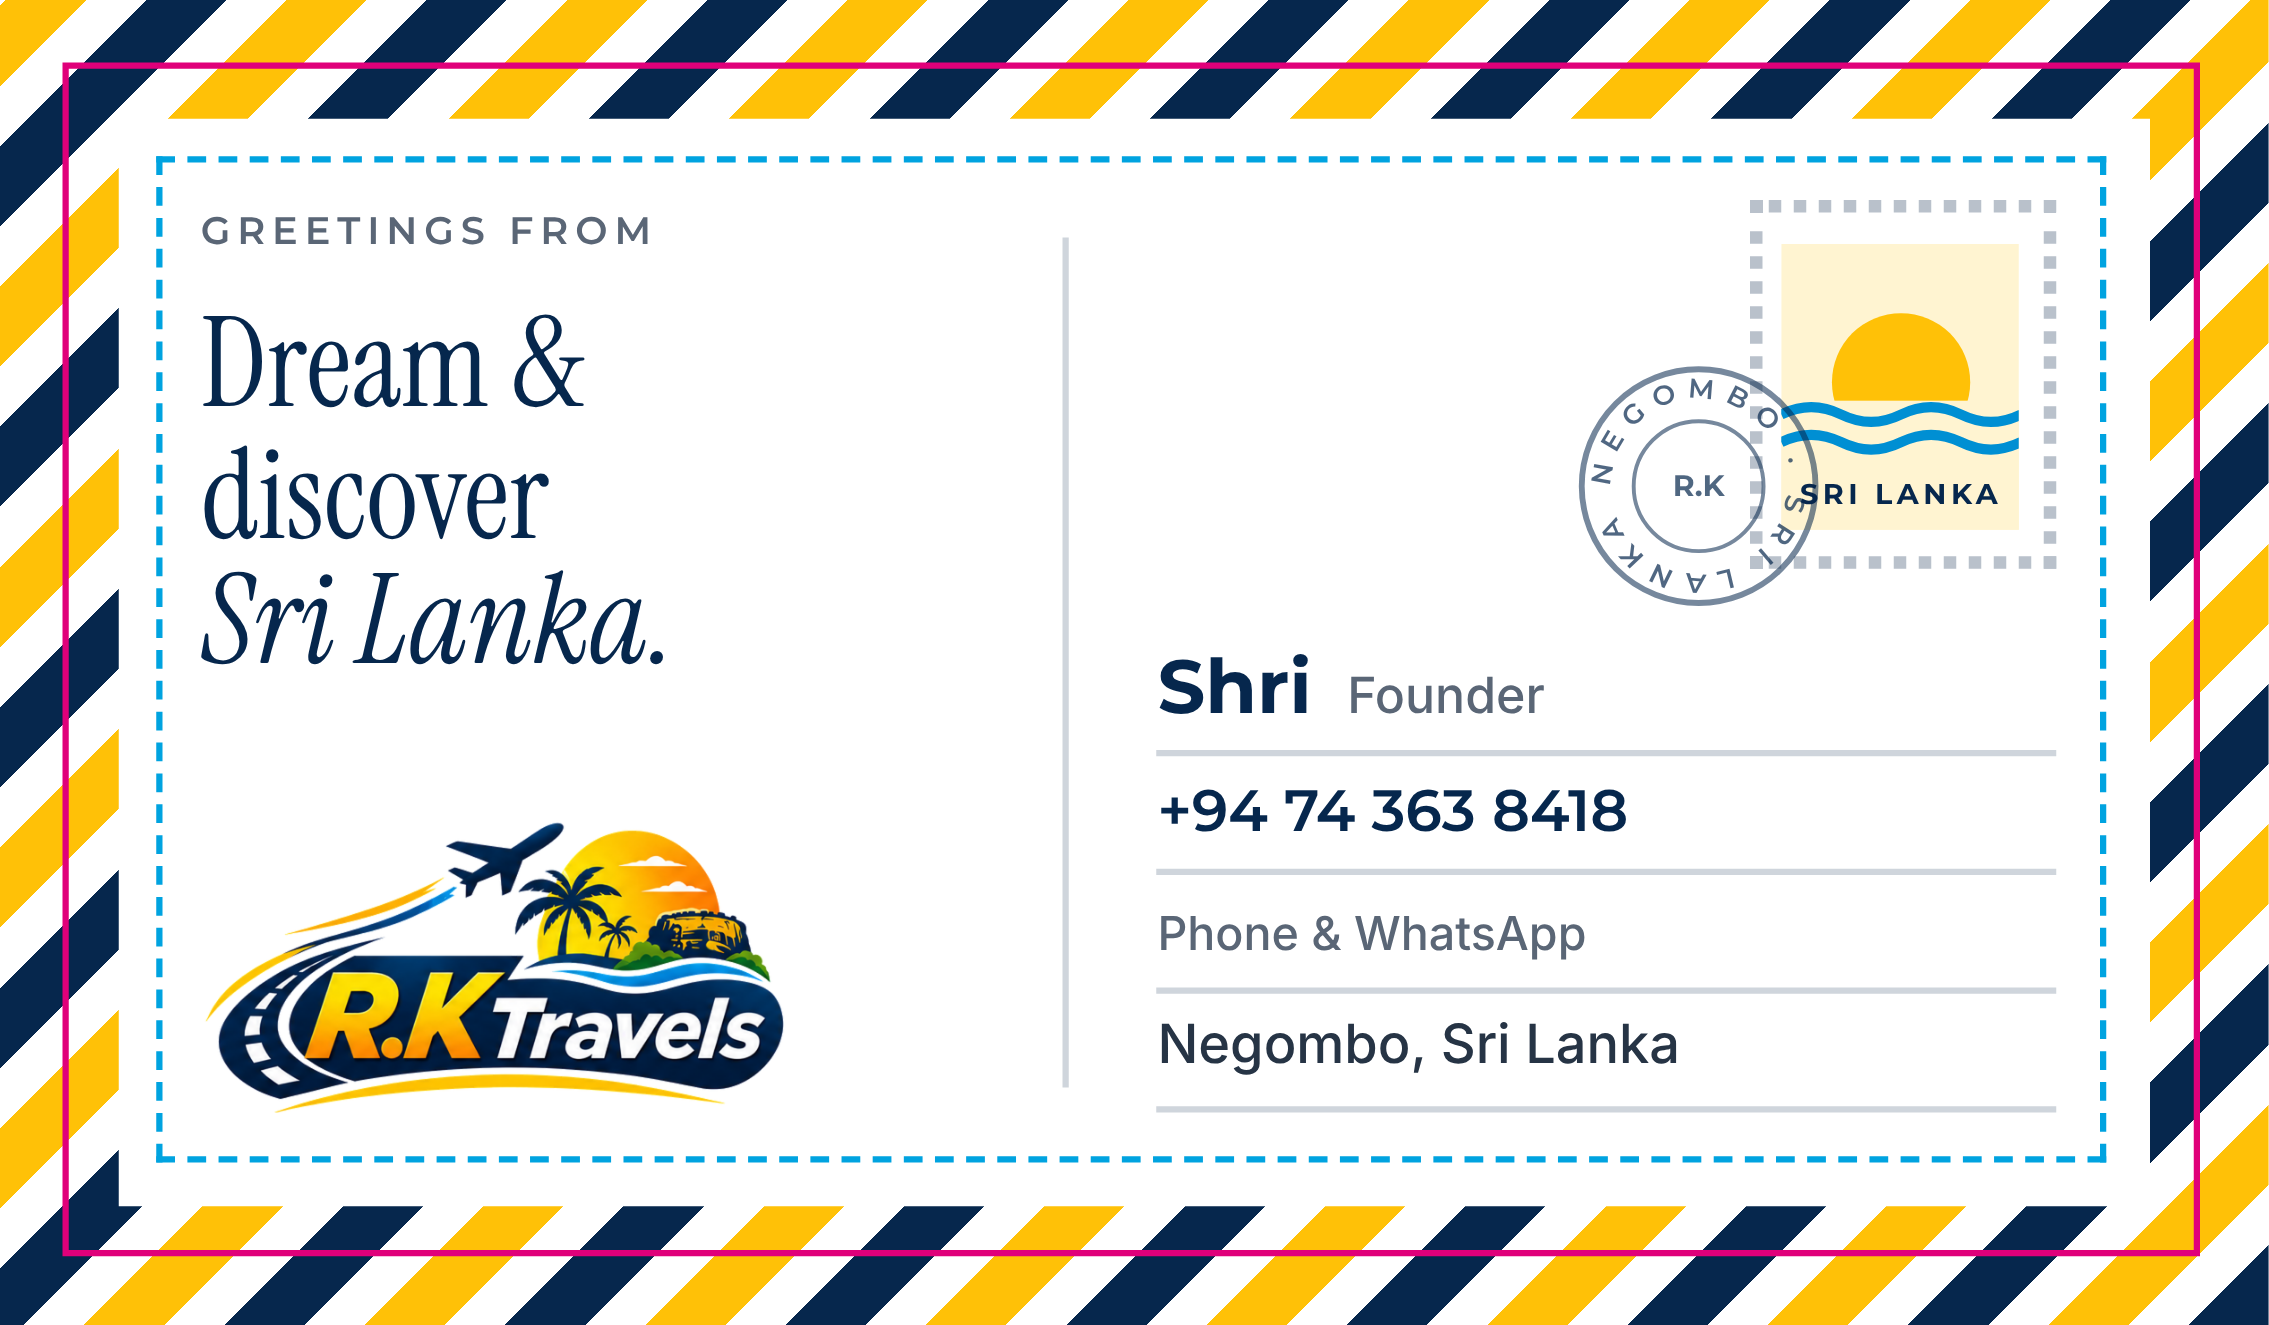 GREETINGS FROM
Dream &
discover
Sri Lanka.
R.K Travels
NEGOMBO · SRI LANKA
R.K
SRI LANKA
Shri Founder
+94 74 363 8418
Phone & WhatsApp
Negombo, Sri Lanka